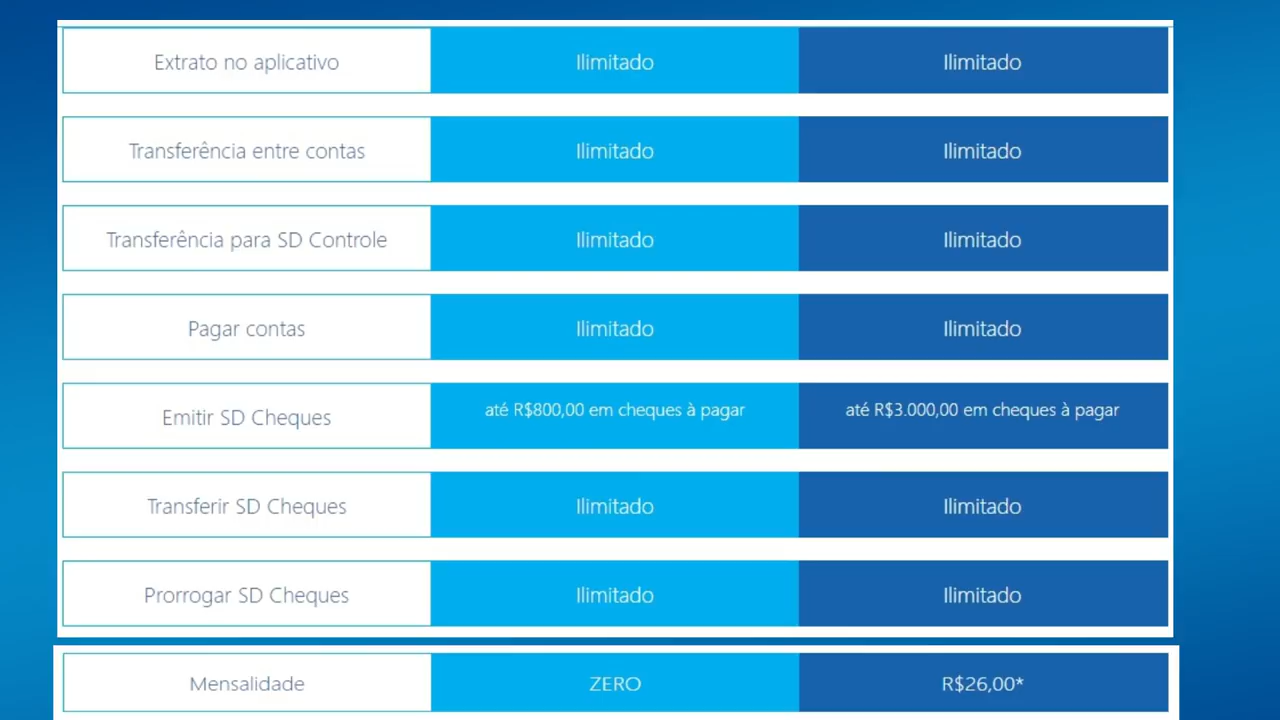 Extrato no aplicativo Ilimitado Ilimitado
Transferência entre contas Ilimitado Ilimitado
Transferência para SD Controle Ilimitado Ilimitado
Pagar contas Ilimitado Ilimitado
Emitir SD Cheques até R$800,00 em cheques à pagar até R$3.000,00 em cheques à pagar
Transferir SD Cheques Ilimitado Ilimitado
Prorrogar SD Cheques Ilimitado Ilimitado
Mensalidade ZERO R$26,00*